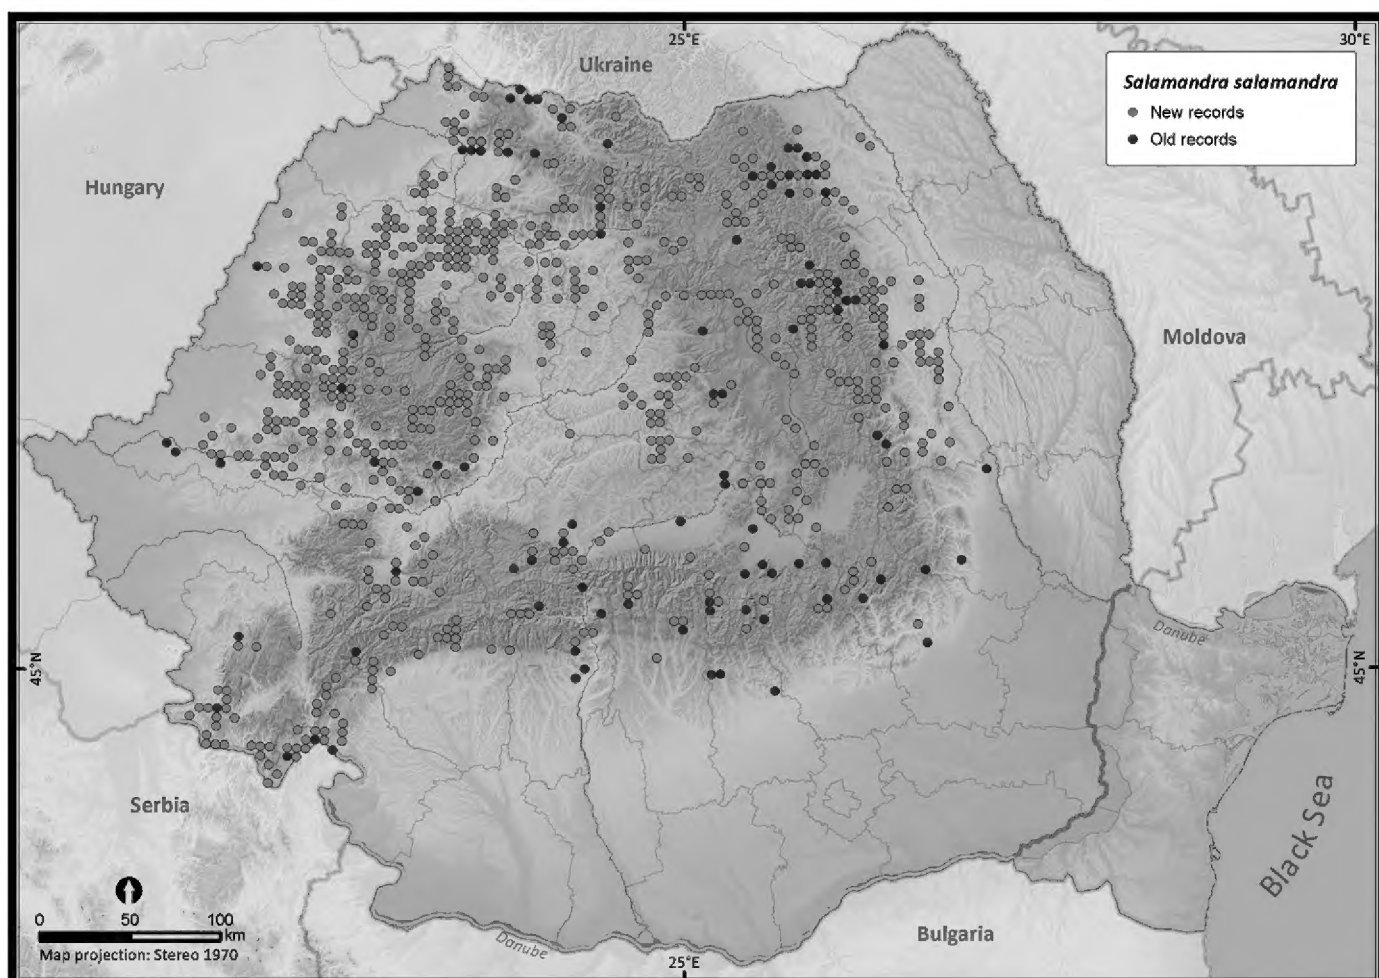 25°E
30°E
Ukraine
Salamandra salamandra
New records
Old records
Hungary
Moldova
Danube
45°N
45°N
Serbia
Black Sea
0 50 100
km
Map projection: Stereo 1970
Danube
Bulgaria
25°E